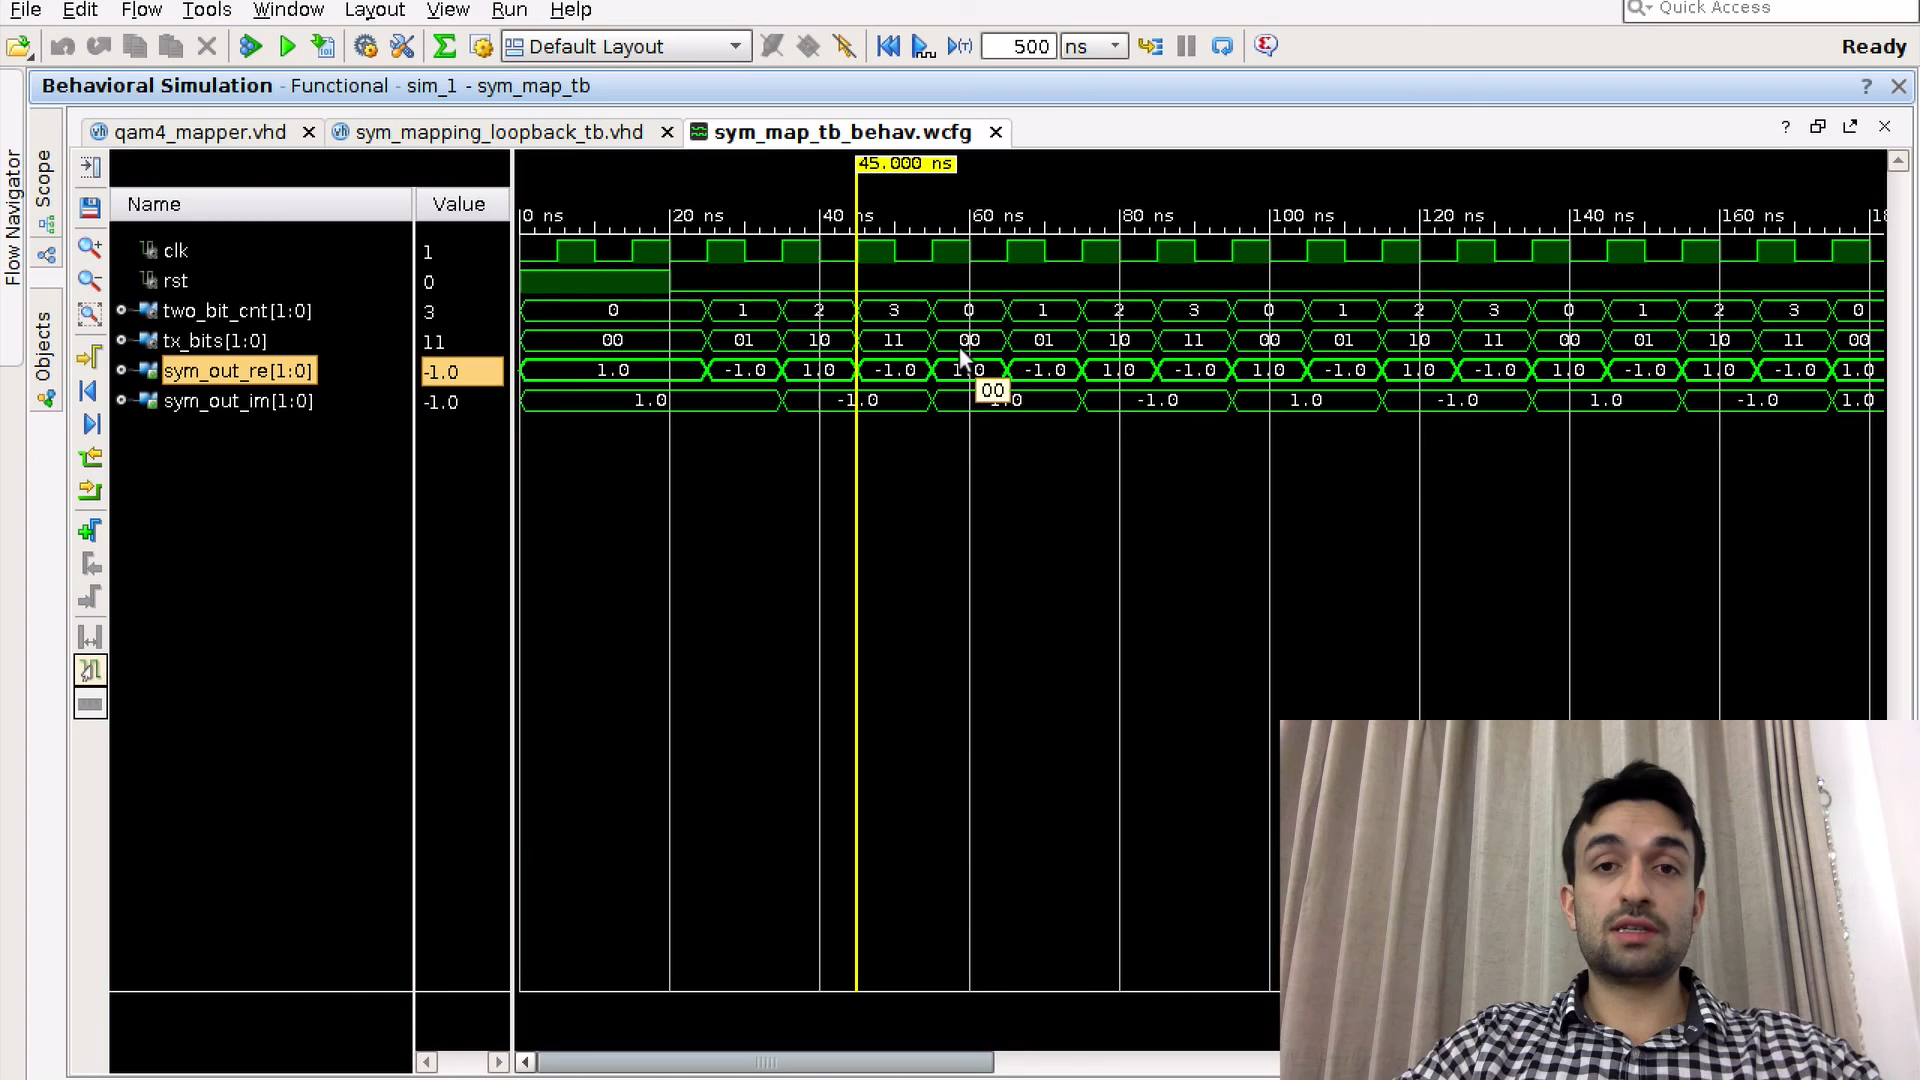 File Edit Flow Tools Window Layout View Run Help
Quick Access
Default Layout
500 ns
Ready
Behavioral Simulation - Functional - sim_1 - sym_map_tb
qam4_mapper.vhd
sym_mapping_loopback_tb.vhd
sym_map_tb_behav.wcfg
Flow Navigator
Scope
Objects
Name Value
45.000 ns
0 ns 20 ns 40 ns 60 ns 80 ns 100 ns 120 ns 140 ns 160 ns
clk 1
rst 0
two_bit_cnt[1:0] 3 0 1 2 3 0 1 2 3 0 1 2 3 0 1 2 3 0
tx_bits[1:0] 11 00 01 10 11 00 01 10 11 00 01 10 11 00 01 10 11 00
sym_out_re[1:0] -1.0 1.0 -1.0 1.0 -1.0 1.0 -1.0 1.0 -1.0 1.0 -1.0 1.0 -1.0 1.0 -1.0 1.0 -1.0 1.0
00
sym_out_im[1:0] -1.0 1.0 -1.0 1.0 -1.0 1.0 -1.0 1.0 -1.0 1.0